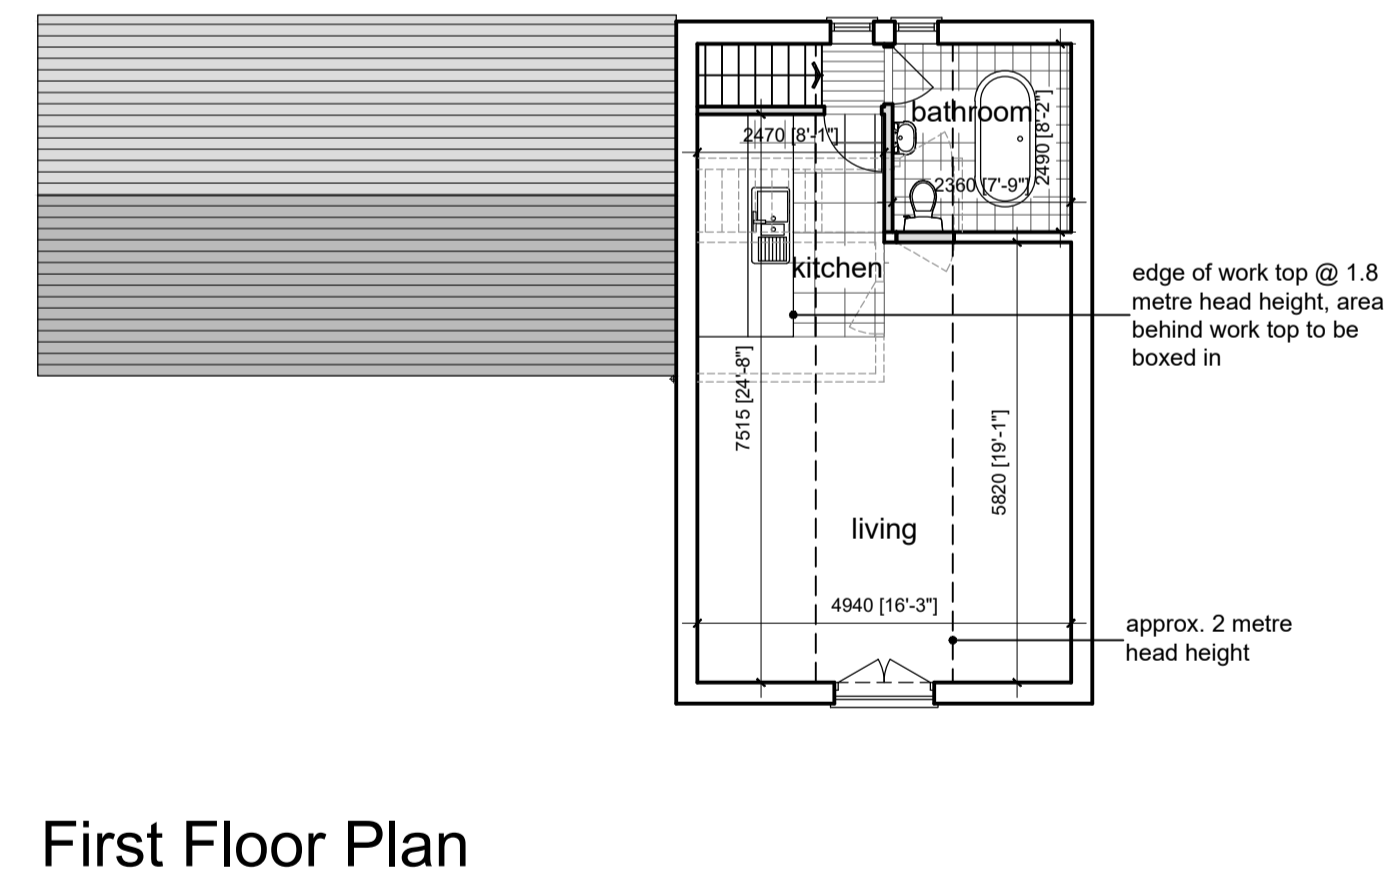 bathroom
2470 [8'-1"]
2490 [8'-2"]
2360 [7'-9"]
kitchen
edge of work top @ 1.8
metre head height, area
behind work top to be
boxed in
7515 [24'-8"]
5820 [19'-1"]
living
4940 [16'-3"]
approx. 2 metre
head height
First Floor Plan